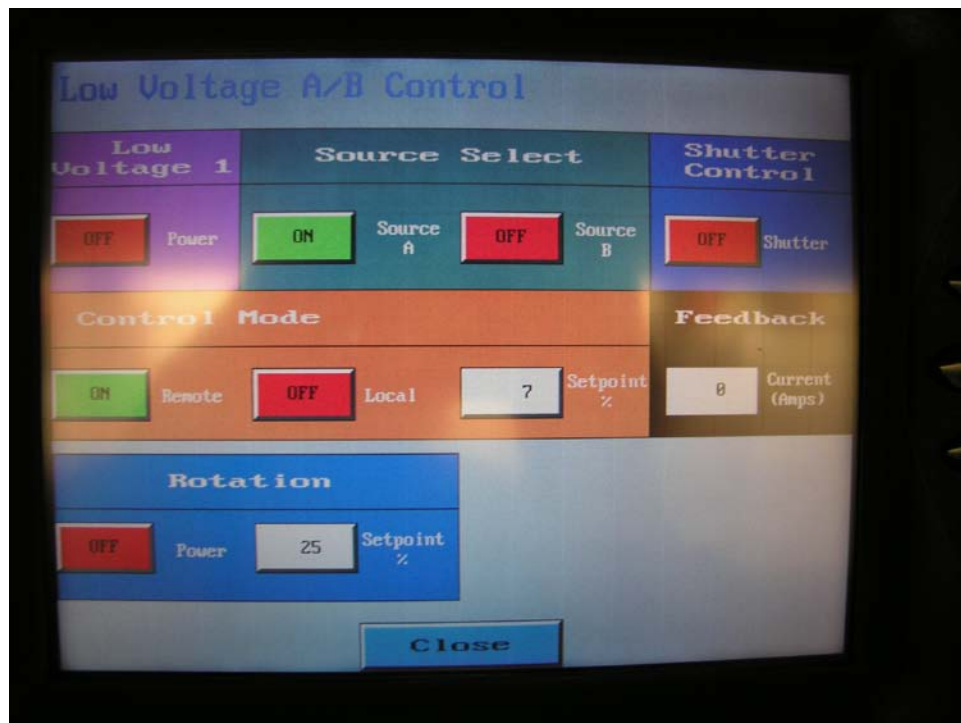 Low Voltage A/B Control
Low
Voltage 1
Source Select
Shutter
Control
OFF
Power
ON
Source
A
OFF
Source
B
OFF
Shutter
Control Mode
Feedback
ON
Remote
OFF
Local
7
Setpoint
%
0
Current
(Amps)
Rotation
OFF
Power
25
Setpoint
%
Close